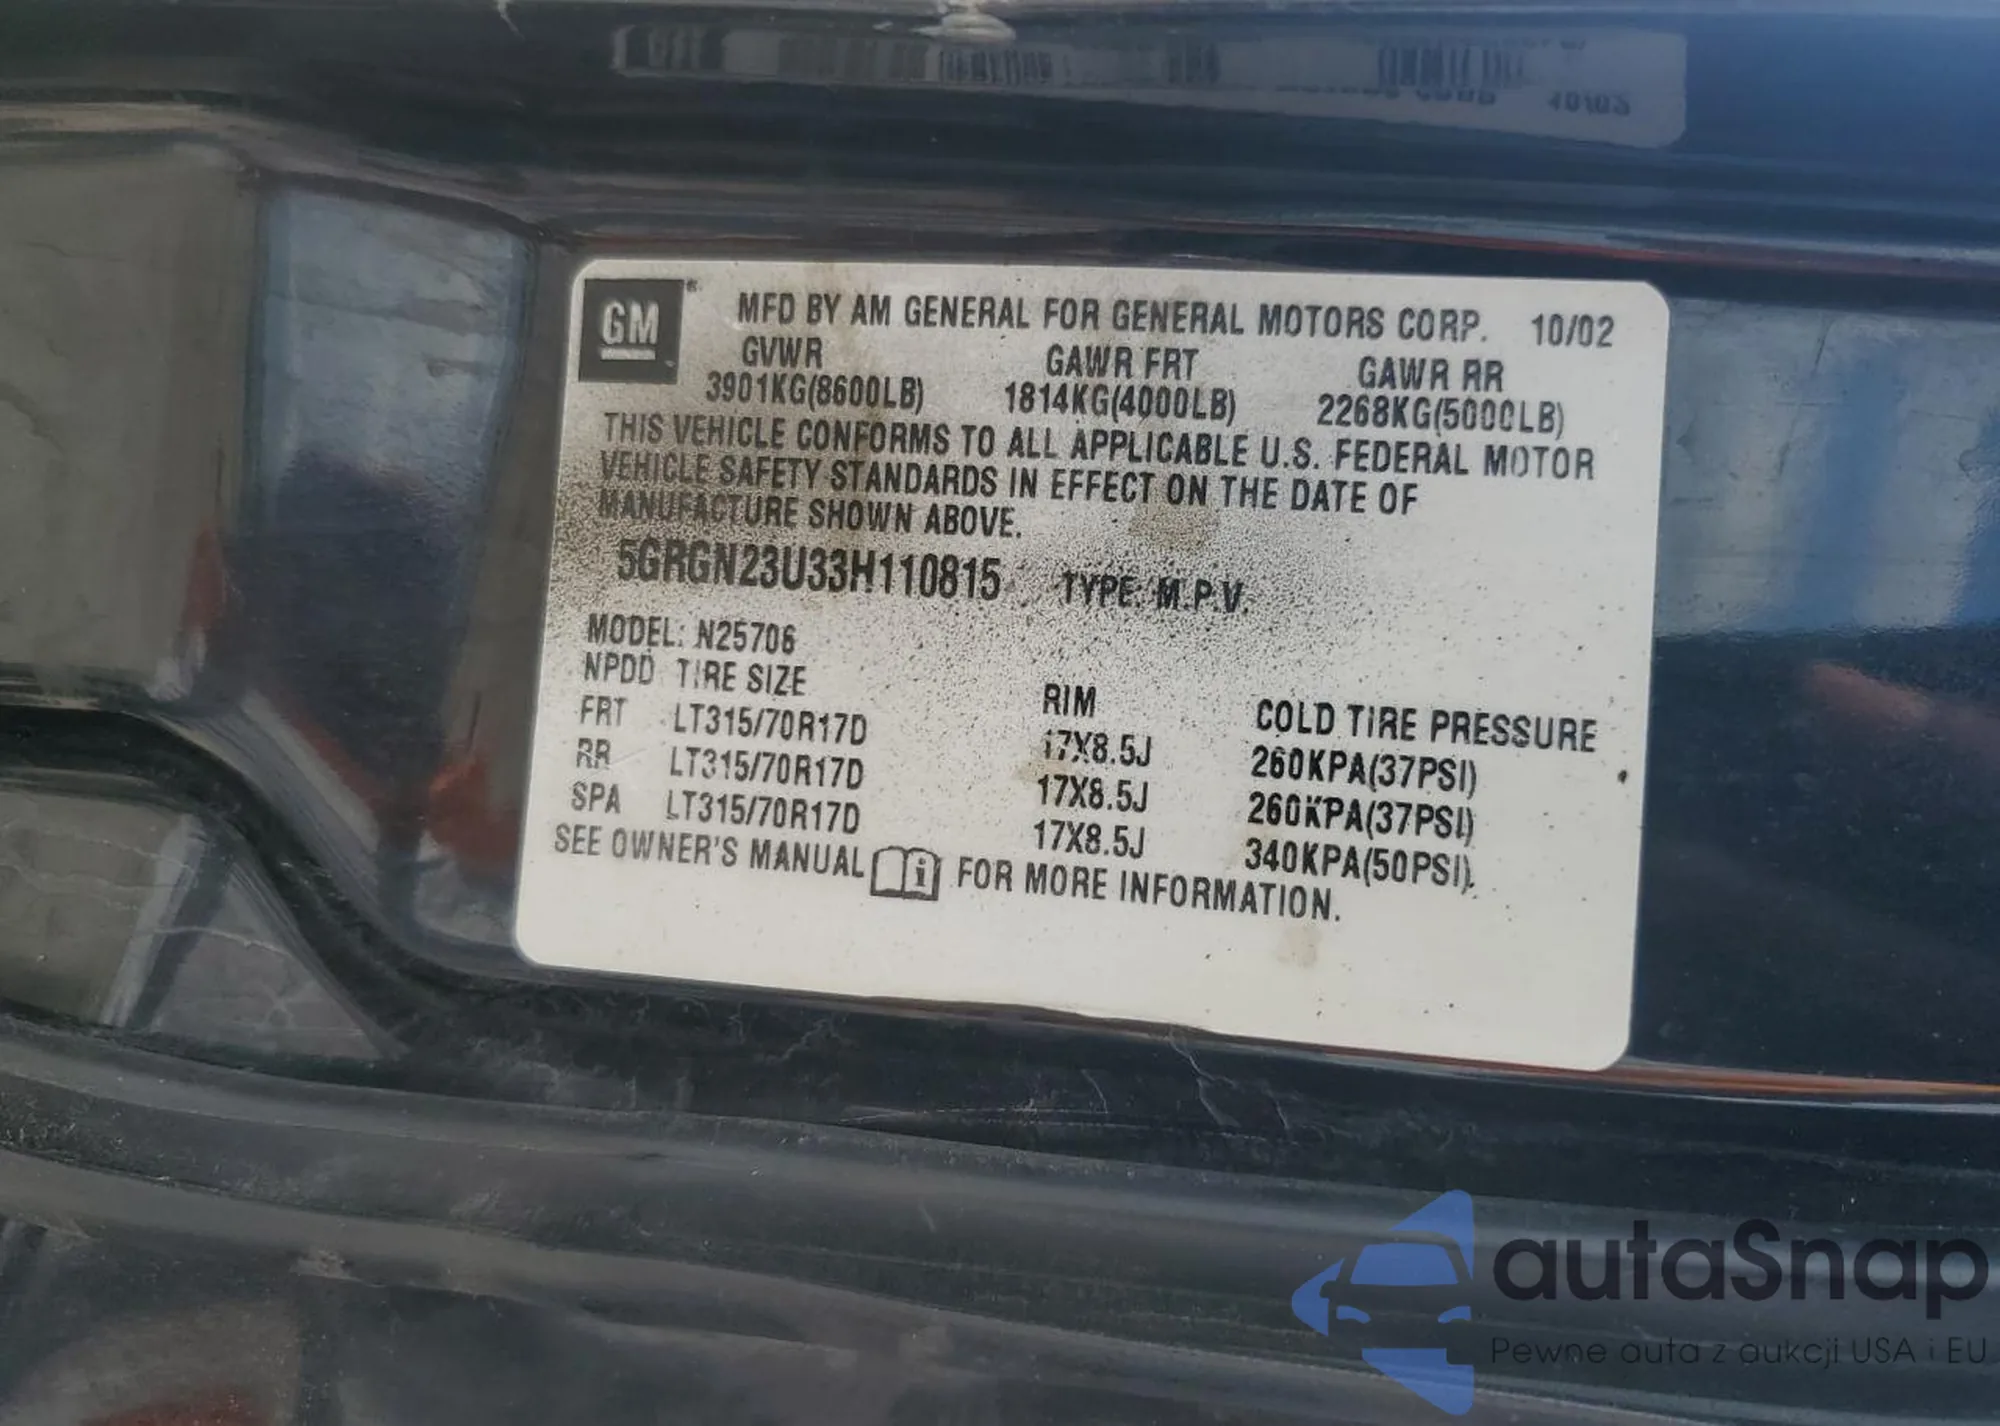 GM
MFD BY AM GENERAL FOR GENERAL MOTORS CORP. 10/02
GVWR GAWR FRT GAWR RR
3901KG(8600LB) 1814KG(4000LB) 2268KG(5000LB)
THIS VEHICLE CONFORMS TO ALL APPLICABLE U.S. FEDERAL MOTOR
VEHICLE SAFETY STANDARDS IN EFFECT ON THE DATE OF
MANUFACTURE SHOWN ABOVE.
5GRGN23U33H110815 TYPE: M.P.V.
MODEL: N25706
NPDD TIRE SIZE RIM COLD TIRE PRESSURE
FRT LT315/70R17D 17X8.5J 260KPA(37PSI)
RR LT315/70R17D 17X8.5J 260KPA(37PSI)
SPA LT315/70R17D 17X8.5J 340KPA(50PSI)
SEE OWNER'S MANUAL i FOR MORE INFORMATION.
autaSnap
Pewne auta z aukcji USA i EU